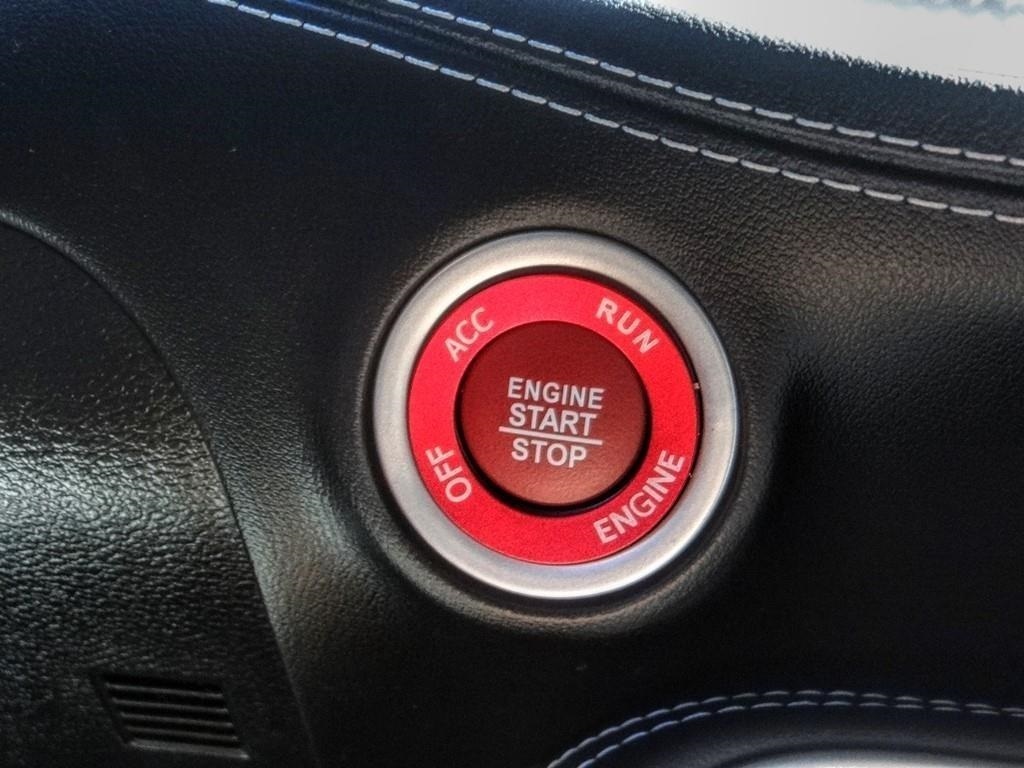 ACC
RUN
ENGINE
START
STOP
OFF
ENGINE